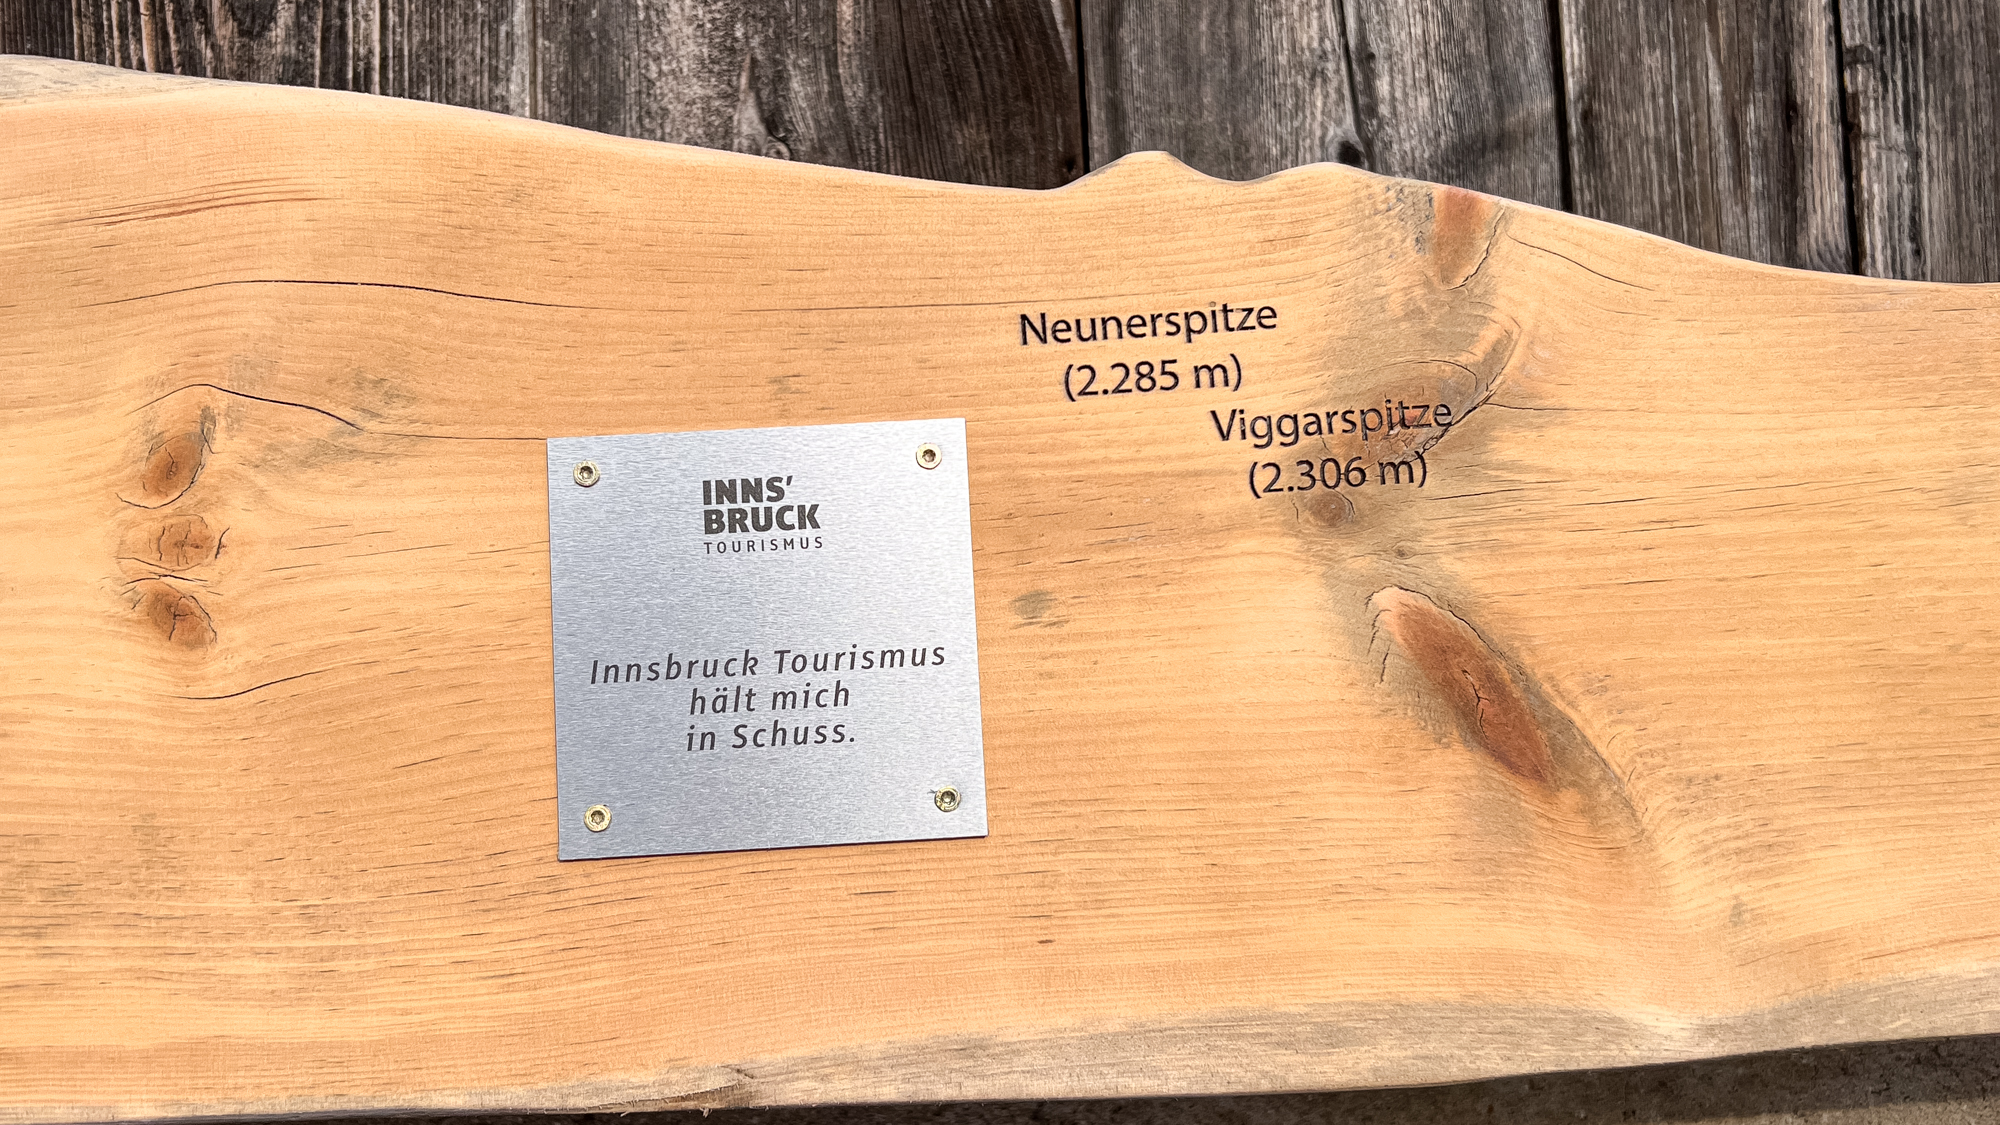 Neunerspitze
(2.285 m)
Viggarspitze
(2.306 m)
INNS'
BRUCK
TOURISMUS
Innsbruck Tourismus
hält mich
in Schuss.